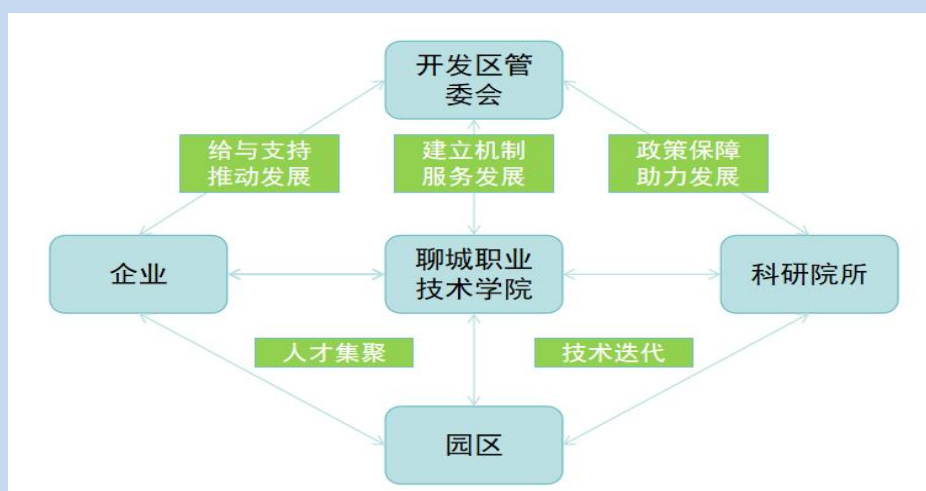 开发区管
委会
给与支持
推动发展
建立机制
服务发展
政策保障
助力发展
企业
聊城职业
技术学院
科研院所
人才集聚
技术迭代
园区